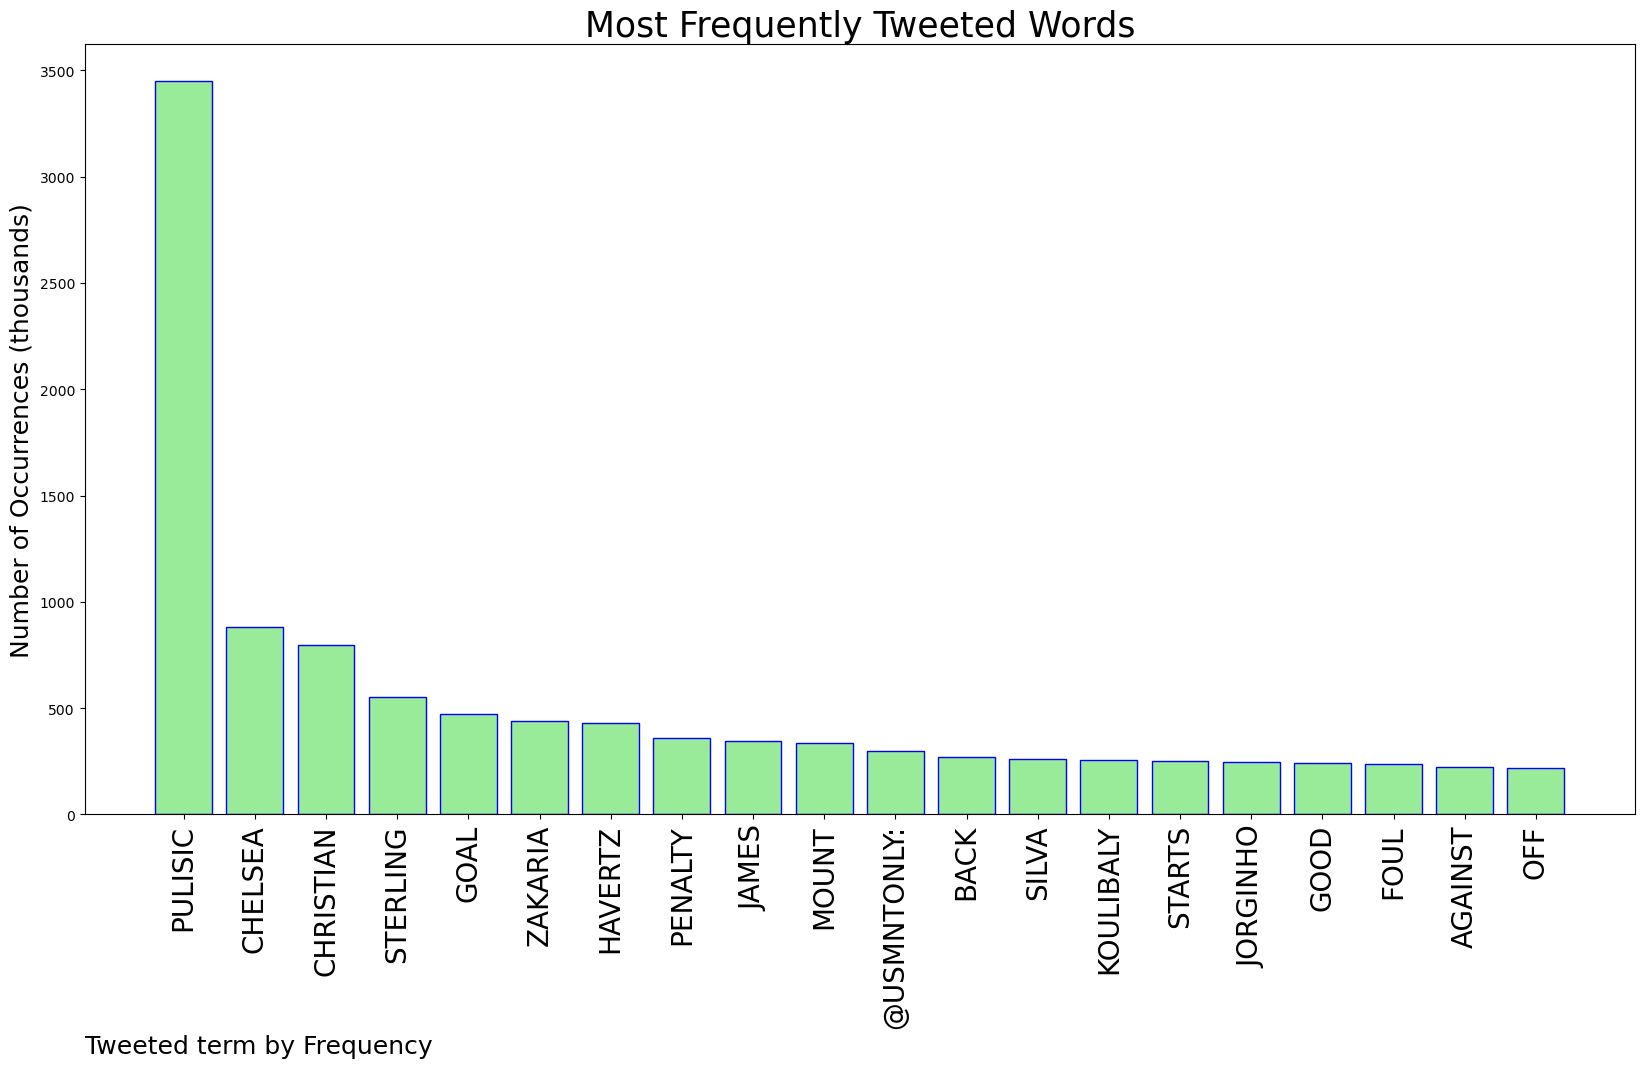 Most Frequently Tweeted Words
Number of Occurrences (thousands)
3500
3000
2500
2000
1500
1000
500
0
PULISIC
CHELSEA
CHRISTIAN
STERLING
GOAL
ZAKARIA
HAVERTZ
PENALTY
JAMES
MOUNT
@USMNTONLY:
BACK
SILVA
KOULIBALY
STARTS
JORGINHO
GOOD
FOUL
AGAINST
OFF
Tweeted term by Frequency